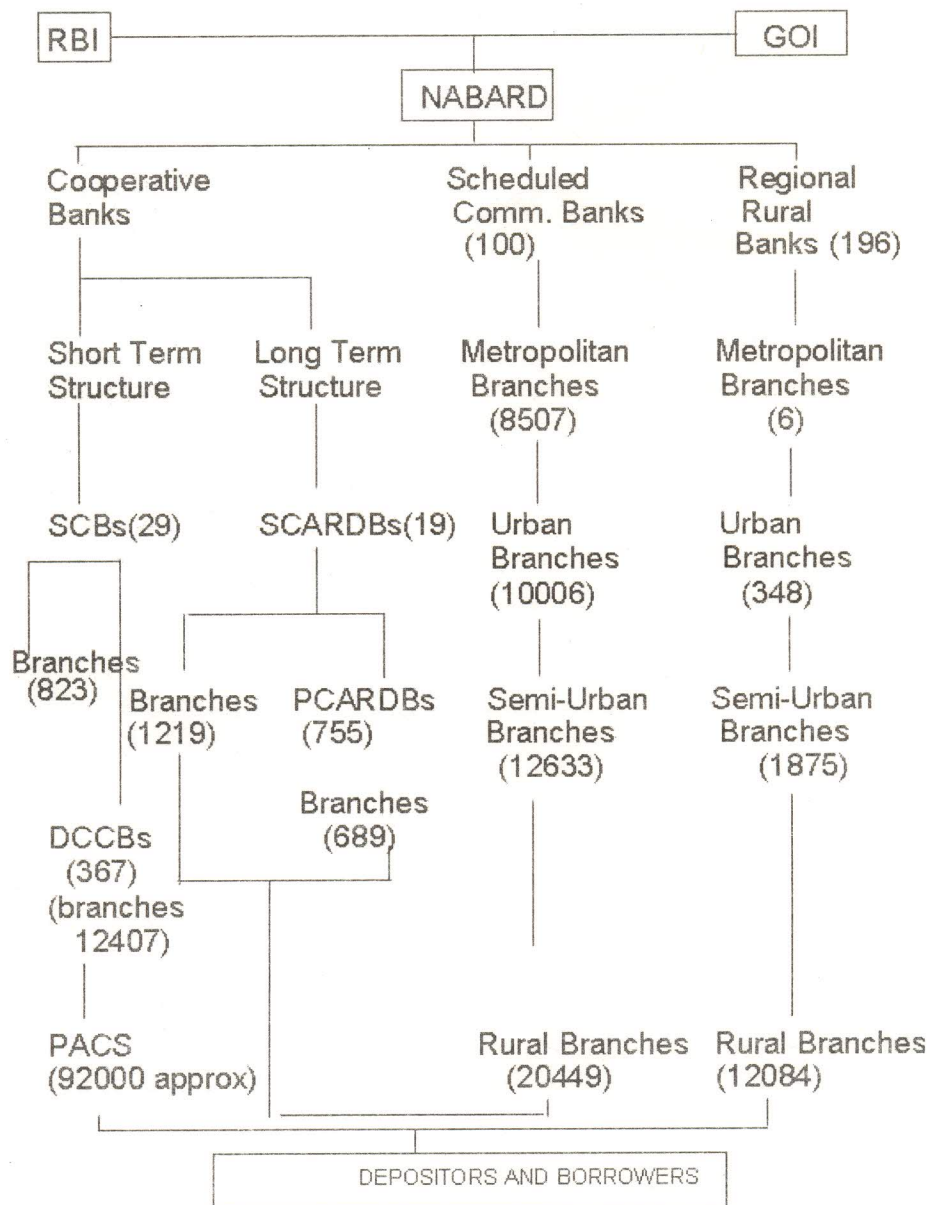 RBI
GOI
NABARD
Cooperative
Banks
Scheduled
Comm. Banks
(100)
Regional
Rural
Banks (196)
Short Term
Structure
Long Term
Structure
Metropolitan
Branches
(8507)
Metropolitan
Branches
(6)
SCBs(29)
SCARDBs(19)
Urban
Branches
(10006)
Urban
Branches
(348)
Branches
(823)
Branches
(1219)
PCARDBs
(755)
Semi-Urban
Branches
(12633)
Semi-Urban
Branches
(1875)
Branches
(689)
DCCBs
(367)
(branches
12407)
PACS
(92000 approx)
Rural Branches
(20449)
Rural Branches
(12084)
DEPOSITORS AND BORROWERS